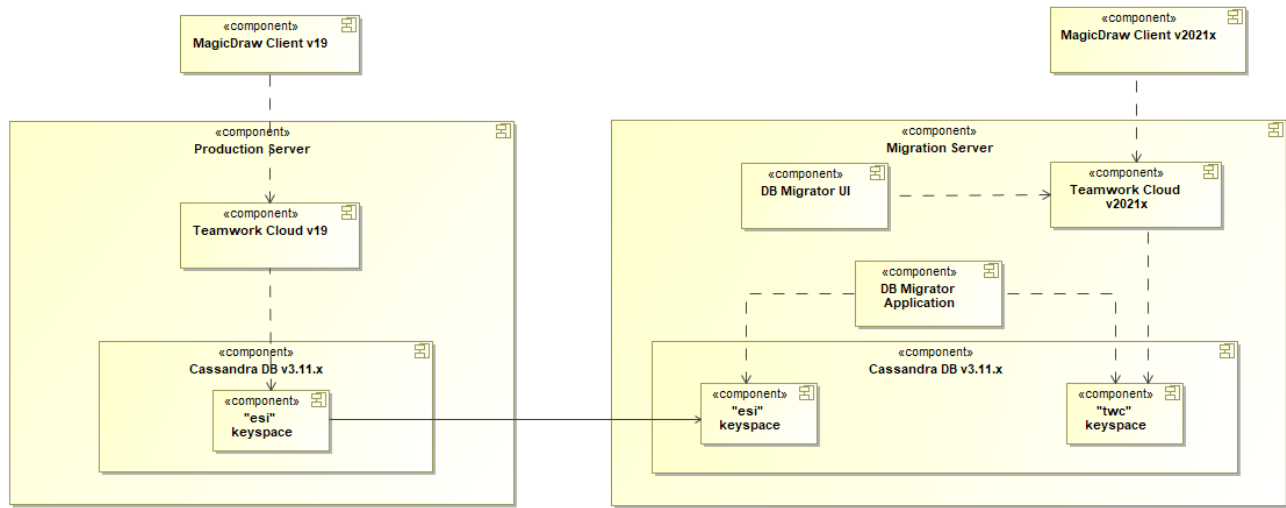 «component»
MagicDraw Client v19
«component»
MagicDraw Client v2021x
«component»
Production Server
«component»
Teamwork Cloud v19
«component»
Cassandra DB v3.11.x
«component»
"esi"
keyspace
«component»
Migration Server
«component»
DB Migrator UI
«component»
Teamwork Cloud
v2021x
«component»
DB Migrator
Application
«component»
Cassandra DB v3.11.x
«component»
"esi"
keyspace
«component»
"twc"
keyspace